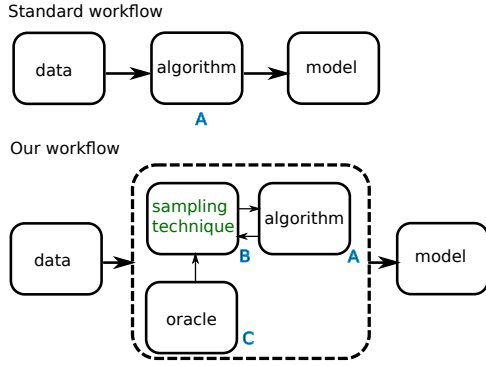 Standard workflow
data
algorithm
model
A
Our workflow
sampling
technique
algorithm
B
A
data
model
oracle
C